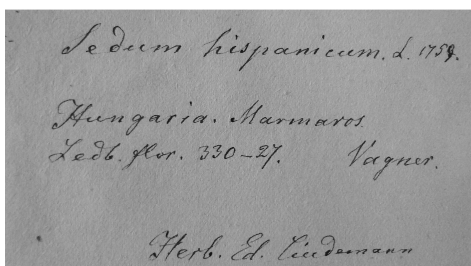 Sedum hispanicum. L. 1759.
Hungaria. Marmaros.
Ledb. flor. 330-27. Vagner.
Herb. Ed. Lindemann